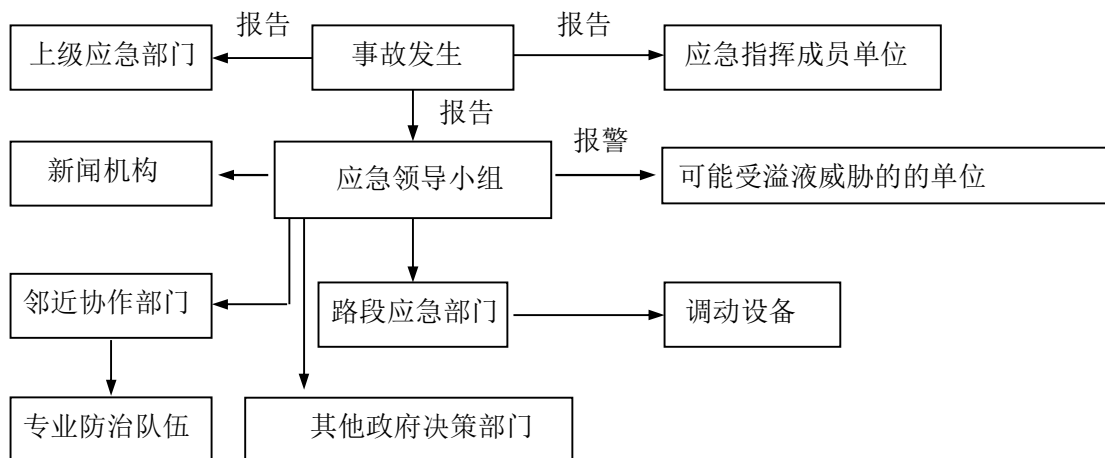 报告
报告
上级应急部门
事故发生
应急指挥成员单位
报告
报警
新闻机构
应急领导小组
可能受溢液威胁的的单位
邻近协作部门
路段应急部门
调动设备
专业防治队伍
其他政府决策部门